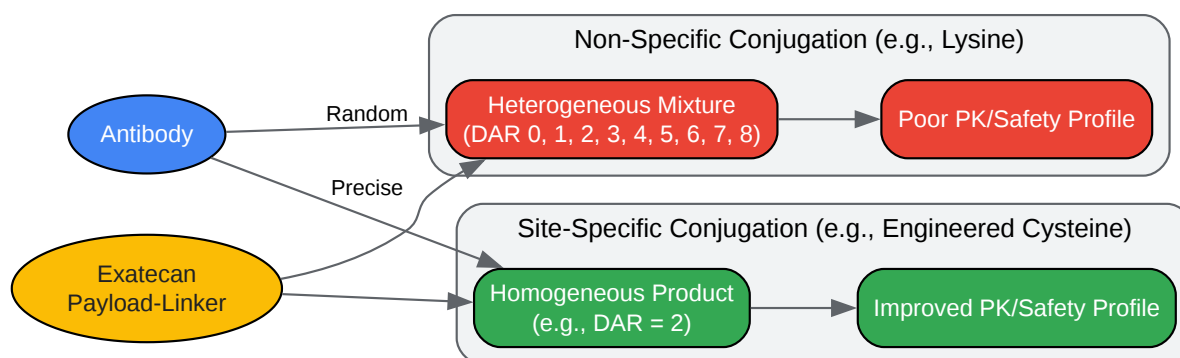 Non-Specific Conjugation (e.g., Lysine)
Antibody
Random
Heterogeneous Mixture
(DAR 0, 1, 2, 3, 4, 5, 6, 7, 8)
Poor PK/Safety Profile
Precise
Site-Specific Conjugation (e.g., Engineered Cysteine)
Exatecan
Payload-Linker
Homogeneous Product
(e.g., DAR = 2)
Improved PK/Safety Profile